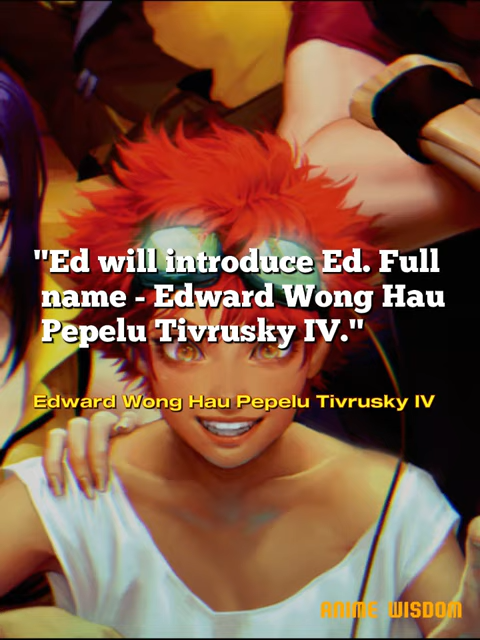 "Ed will introduce Ed. Full
name - Edward Wong Hau
Pepelu Tivrusky IV."
Edward Wong Hau Pepelu Tivrusky IV
ANIME WISDOM